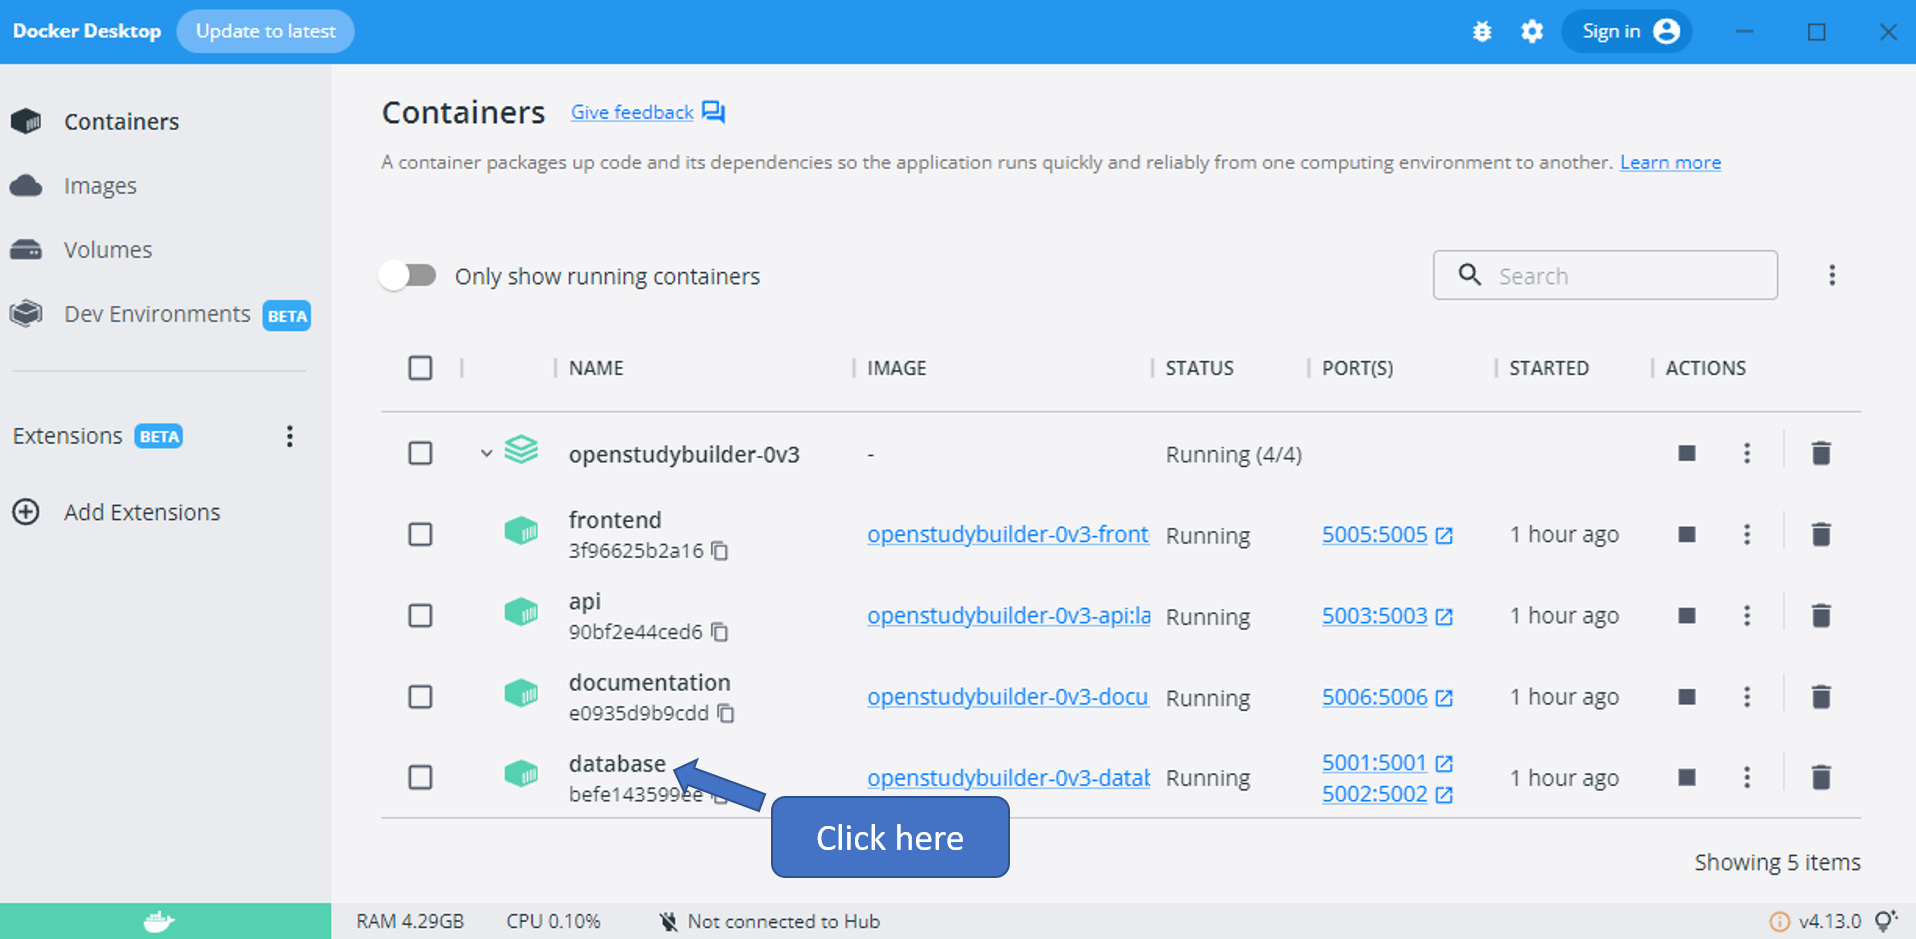 Docker Desktop Update to latest Sign in
Containers
Images
Volumes
Dev Environments BETA
Extensions BETA
Add Extensions
Containers Give feedback
A container packages up code and its dependencies so the application runs quickly and reliably from one computing environment to another. Learn more
Only show running containers Search
NAME IMAGE STATUS PORT(S) STARTED ACTIONS
openstudybuilder-0v3 - Running (4/4)
frontend
3f96625b2a16 openstudybuilder-0v3-front Running 5005:5005 1 hour ago
api
90bf2e44ced6 openstudybuilder-0v3-api:la Running 5003:5003 1 hour ago
documentation
e0935d9b9cdd openstudybuilder-0v3-docu Running 5006:5006 1 hour ago
database
befe143599ee openstudybuilder-0v3-datab Running 5001:5001 1 hour ago
5002:5002
Click here
Showing 5 items
RAM 4.29GB CPU 0.10% Not connected to Hub v4.13.0